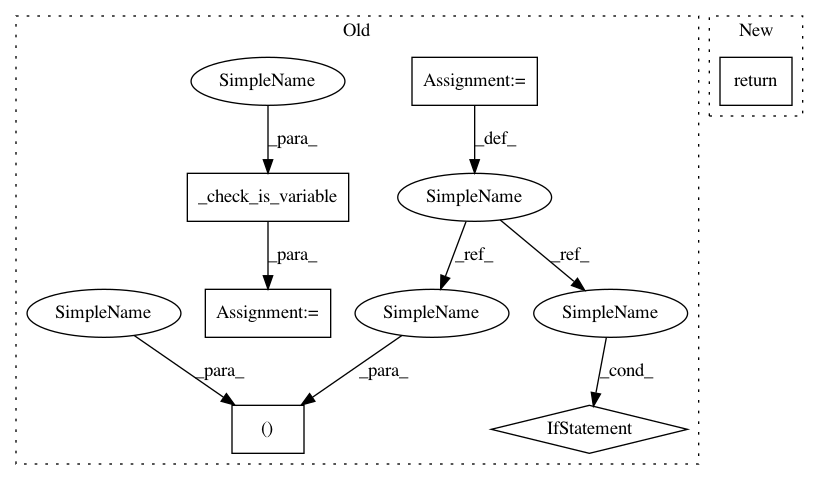 Old
New
SimpleName
Assignment:=
return
_para_
_def_
_check_is_variable
SimpleName
_para_
_ref_
_ref_
SimpleName
Assignment:=
SimpleName
SimpleName
_para_
_para_
_cond_
()
IfStatement